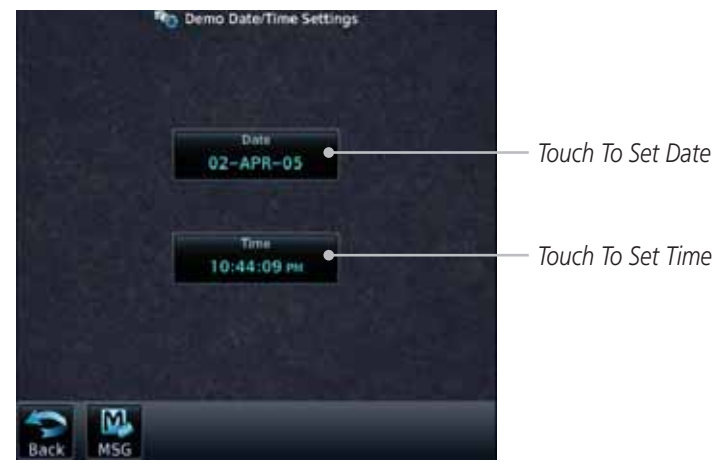 Demo Date/Time Settings
Date
02-APR-05
Touch To Set Date
Time
10:44:09 PM
Touch To Set Time
Back
MSG